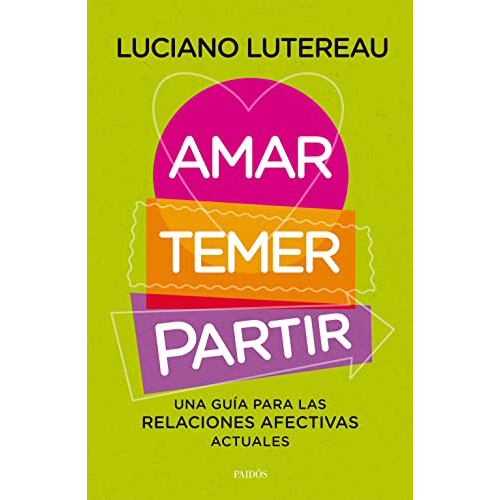 LUCIANO LUTEREAU
AMAR
TEMER
PARTIR
UNA GUÍA PARA LAS
RELACIONES AFECTIVAS
ACTUALES
PAIDÓS